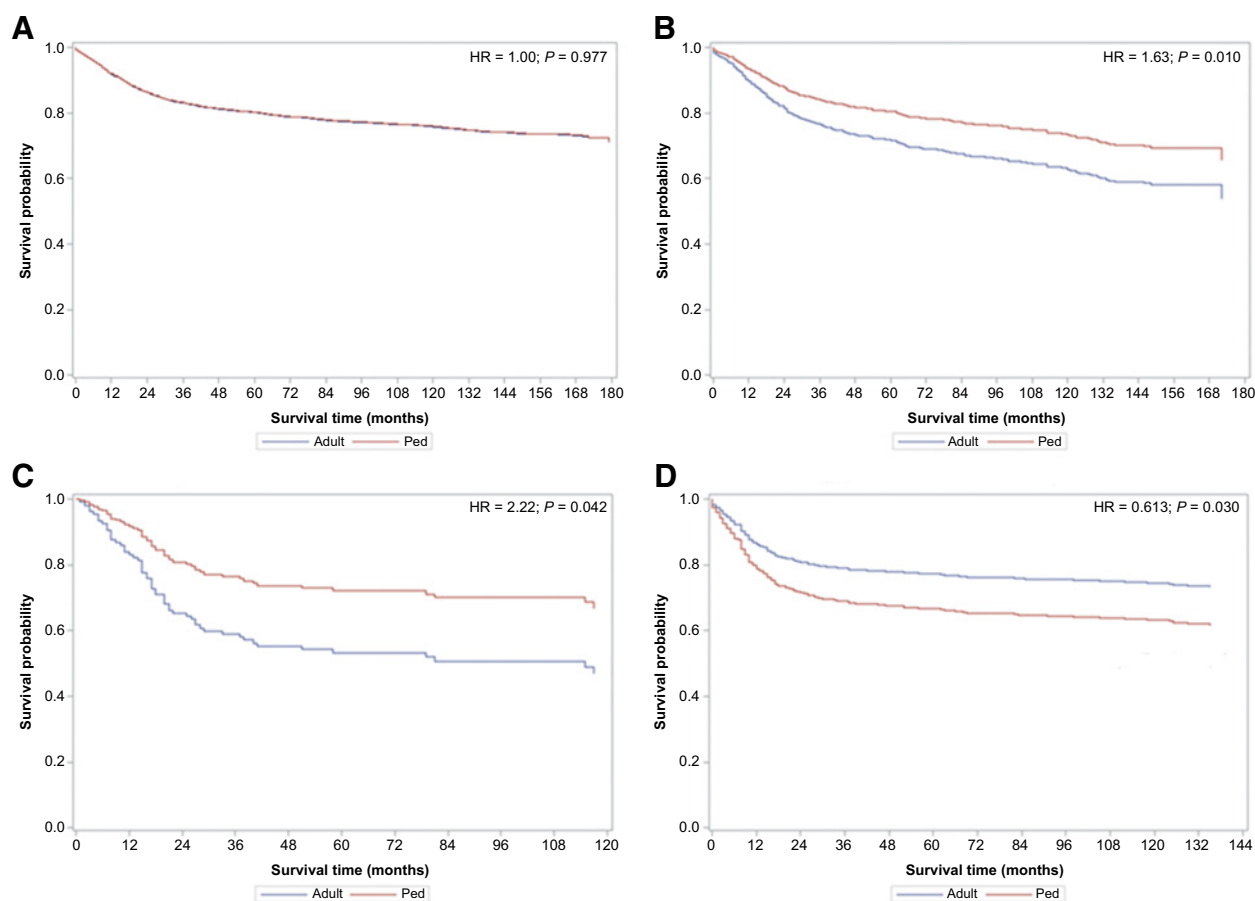 A
HR = 1.00; P = 0.977
Survival probability
1.0
0.8
0.6
0.4
0.2
0.0
0 12 24 36 48 60 72 84 96 108 120 132 144 156 168 180
Survival time (months)
Adult Ped
B
HR = 1.63; P = 0.010
Survival probability
1.0
0.8
0.6
0.4
0.2
0.0
0 12 24 36 48 60 72 84 96 108 120 132 144 156 168 180
Survival time (months)
Adult Ped
C
HR = 2.22; P = 0.042
Survival probability
1.0
0.8
0.6
0.4
0.2
0.0
0 12 24 36 48 60 72 84 96 108 120
Survival time (months)
Adult Ped
D
HR = 0.613; P = 0.030
Survival probability
1.0
0.8
0.6
0.4
0.2
0.0
0 12 24 36 48 60 72 84 96 108 120 132 144
Survival time (months)
Adult Ped